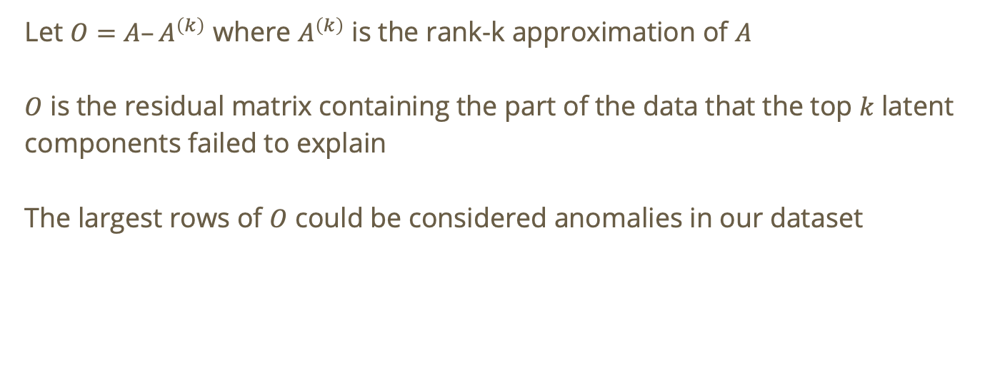 Let O = A– A(k) where A(k) is the rank-k approximation of A
O is the residual matrix containing the part of the data that the top k latent
components failed to explain
The largest rows of O could be considered anomalies in our dataset